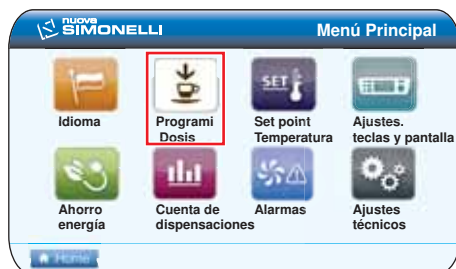 nuova
SIMONELLI
Menú Principal
SET
Idioma
Programi
Dosis
Set point
Temperatura
Ajustes.
teclas y pantalla
Ahorro
energía
Cuenta de
dispensaciones
Alarmas
Ajustes
técnicos
Home